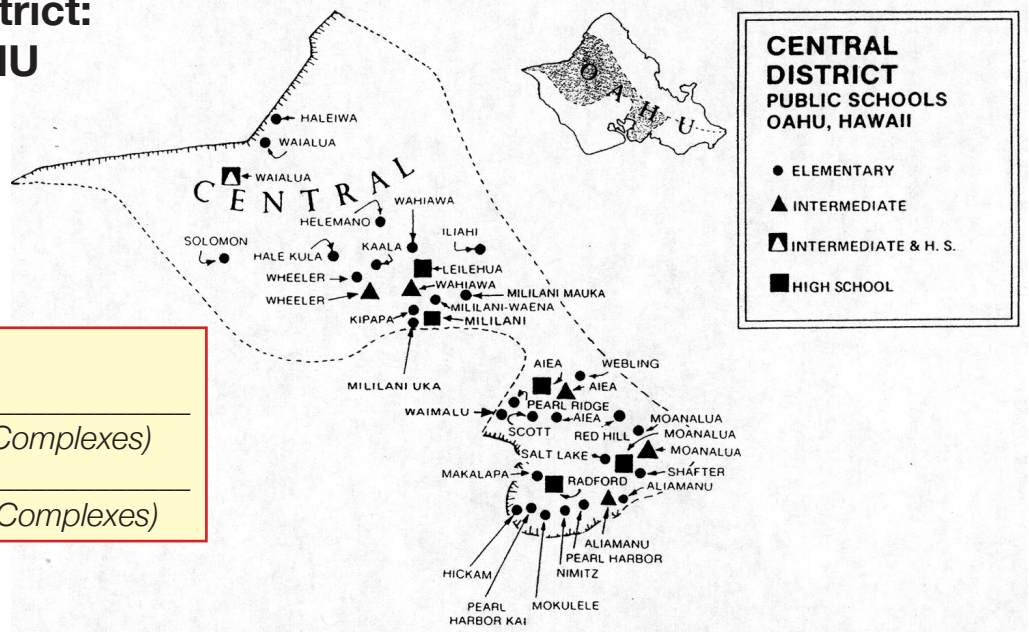 trict:
HU
CENTRAL
DISTRICT
PUBLIC SCHOOLS
OAHU, HAWAII
ELEMENTARY
INTERMEDIATE
INTERMEDIATE & H. S.
HIGH SCHOOL
OAHU
HALEIWA
WAIALUA
WAIALUA
CENTRAL
HELEMANO
WAHIAWA
SOLOMON
HALE KULA
KAALA
ILIAHI
WHEELER
LEILEHUA
WHEELER
WAHIAWA
MILILANI MAUKA
MILILANI-WAENA
KIPAPA
MILILANI
MILILANI UKA
Complexes)
Complexes)
AIEA
WEBLING
AIEA
WAIMALU
PEARL RIDGE
SCOTT
AIEA
RED HILL
MOANALUA
MOANALUA
MOANALUA
SALT LAKE
SHAFTER
MAKALAPA
RADFORD
ALIAMANU
ALIAMANU
PEARL HARBOR
NIMITZ
HICKAM
PEARL
HARBOR KAI
MOKULELE